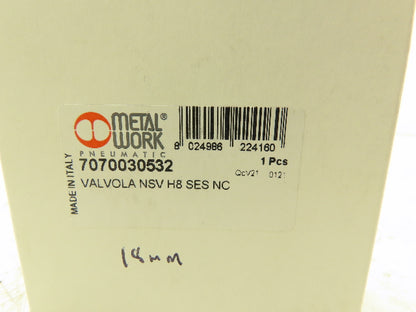 METAL®
WORK
PNEUMATIC
8 024986 224160
7070030532
1 Pcs
QcV21 0121
VALVOLA NSV H8 SES NC
MADE IN ITALY
18mm